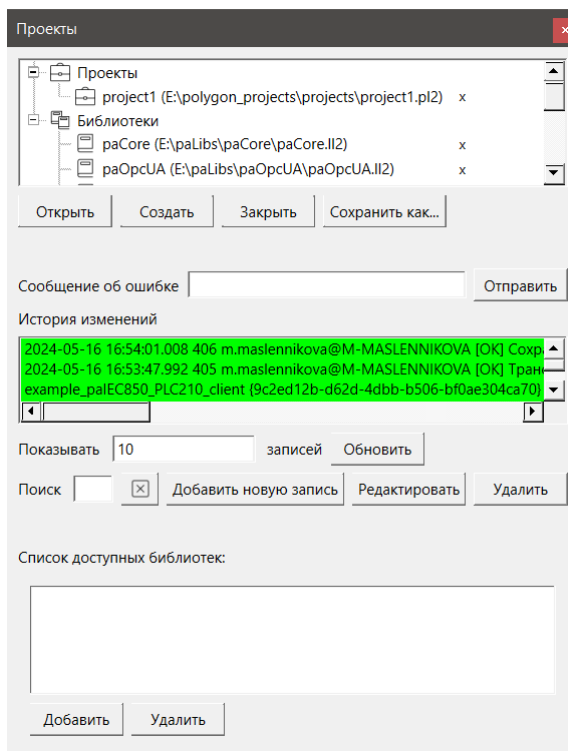 Проекты
Проекты
project1 (E:\polygon_projects\projects\project1.pl2) x
Библиотеки
paCore (E:\paLibs\paCore\paCore.ll2) x
paOpcUA (E:\paLibs\paOpcUA\paOpcUA.ll2) x
Открыть Создать Закрыть Сохранить как...
Сообщение об ошибке Отправить
История изменений
2024-05-16 16:54:01.008 406 m.maslennikova@M-MASLENNIKOVA [OK] Сохра
2024-05-16 16:53:47.992 405 m.maslennikova@M-MASLENNIKOVA [OK] Транс
example_paIEC850_PLC210_client {9c2ed12b-d62d-4dbb-b506-bf0ae304ca70}
Показывать 10 записей Обновить
Поиск Добавить новую запись Редактировать Удалить
Список доступных библиотек:
Добавить Удалить